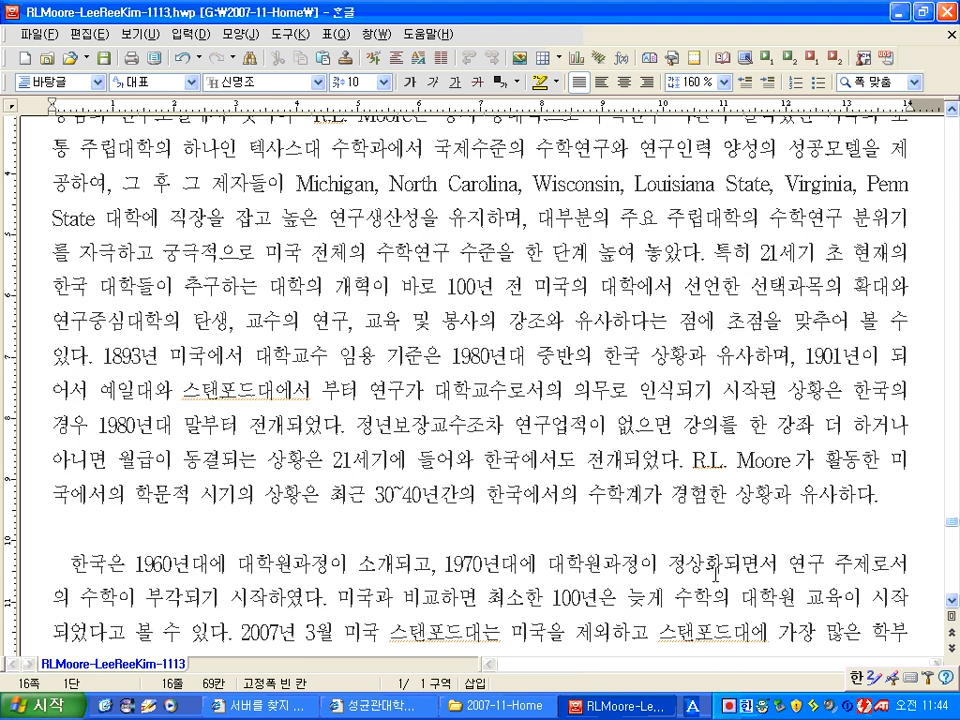 RLMoore-LeeReeKim-1113.hwp [G:₩2007-11-Home₩] - 한글
파일(F) 편집(E) 보기(U) 입력(D) 모양(J) 도구(K) 표(Q) 창(W) 도움말(H)
바탕글 대표 신명조 10 가 가 가 가 160 % 폭 맞춤
1 2 3 4 5 6 7 8 9 10 11 12 13 14
통 주립대학의 하나인 텍사스대 수학과에서 국제수준의 수학연구와 연구인력 양성의 성공모델을 제
공하여, 그 후 그 제자들이 Michigan, North Carolina, Wisconsin, Louisiana State, Virginia, Penn
State 대학에 직장을 잡고 높은 연구생산성을 유지하며, 대부분의 주요 주립대학의 수학연구 분위기
를 자극하고 궁극적으로 미국 전체의 수학연구 수준을 한 단계 높여 놓았다. 특히 21세기 초 현재의
한국 대학들이 추구하는 대학의 개혁이 바로 100년 전 미국의 대학에서 선언한 선택과목의 확대와
연구중심대학의 탄생, 교수의 연구, 교육 및 봉사의 강조와 유사하다는 점에 초점을 맞추어 볼 수
있다. 1893년 미국에서 대학교수 임용 기준은 1980년대 중반의 한국 상황과 유사하며, 1901년이 되
어서 예일대와 스탠포드대에서 부터 연구가 대학교수로서의 의무로 인식되기 시작된 상황은 한국의
경우 1980년대 말부터 전개되었다. 정년보장교수조차 연구업적이 없으면 강의를 한 강좌 더 하거나
아니면 월급이 동결되는 상황은 21세기에 들어와 한국에서도 전개되었다. R.L. Moore가 활동한 미
국에서의 학문적 시기의 상황은 최근 30~40년간의 한국에서의 수학계가 경험한 상황과 유사하다.
한국은 1960년대에 대학원과정이 소개되고, 1970년대에 대학원과정이 정상화되면서 연구 주제로서
의 수학이 부각되기 시작하였다. 미국과 비교하면 최소한 100년은 늦게 수학의 대학원 교육이 시작
되었다고 볼 수 있다. 2007년 3월 미국 스탠포드대는 미국을 제외하고 스탠포드대에 가장 많은 학부
RLMoore-LeeReeKim-1113
16쪽 1단 16줄 69칸 고정폭 빈 칸 1/ 1 구역 삽입
시작 서버를 찾지 ... 성균관대학... 2007-11-Home RLMoore-Le... A 한 오전 11:44